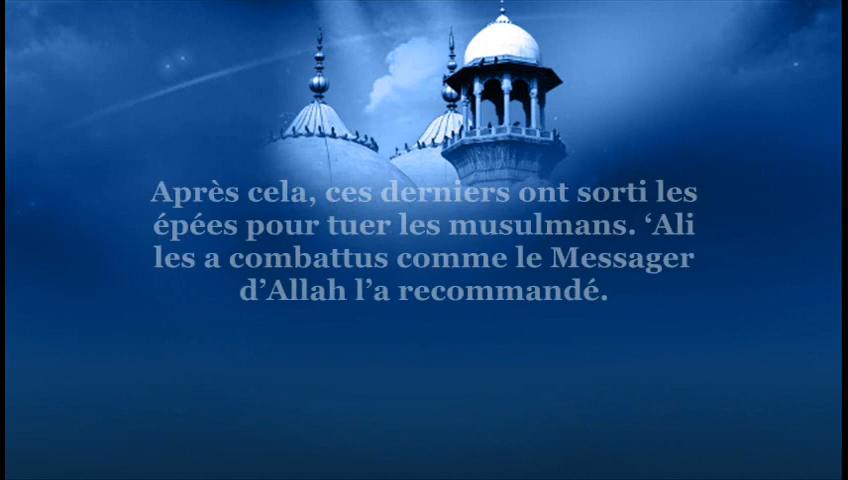 Après cela, ces derniers ont sorti les
épées pour tuer les musulmans. ‘Ali
les a combattus comme le Messager
d’Allah l’a recommandé.